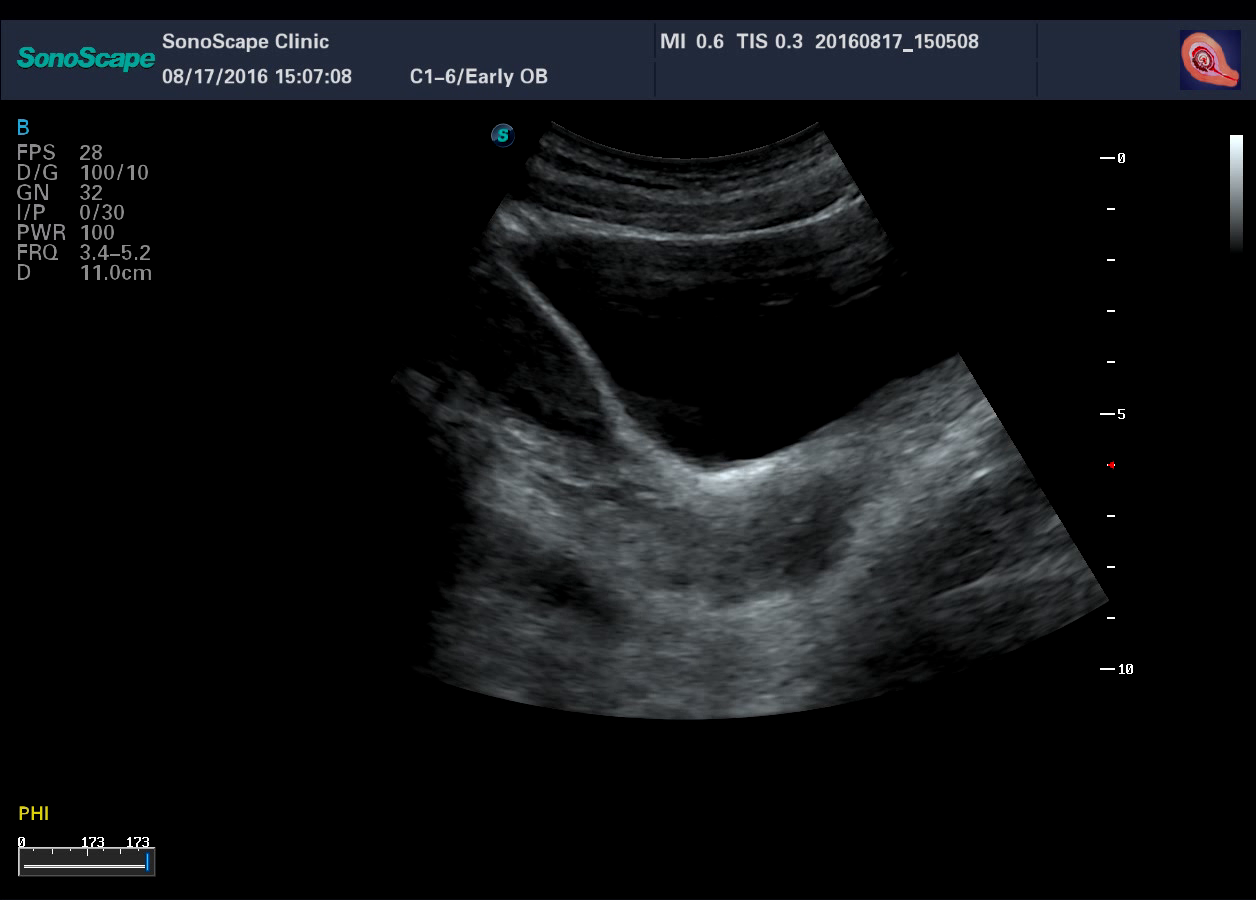 SonoScape
SonoScape Clinic
MI 0.6 TIS 0.3 20160817_150508
08/17/2016 15:07:08 C1-6/Early OB
B
S
FPS 28
D/G 100/10
GN 32
I/P 0/30
PWR 100
FRQ 3.4-5.2
D 11.0cm
0
5
10
PHI
0 173 173